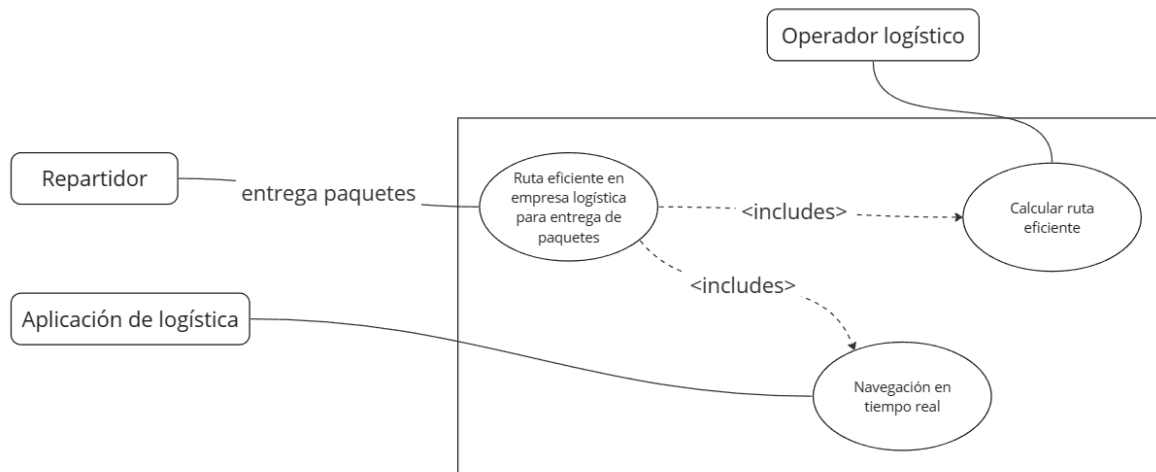 Operador logístico
Repartidor
entrega paquetes
Ruta eficiente en
empresa logística
para entrega de
paquetes
<includes>
Calcular ruta
eficiente
<includes>
Aplicación de logística
Navegación en
tiempo real